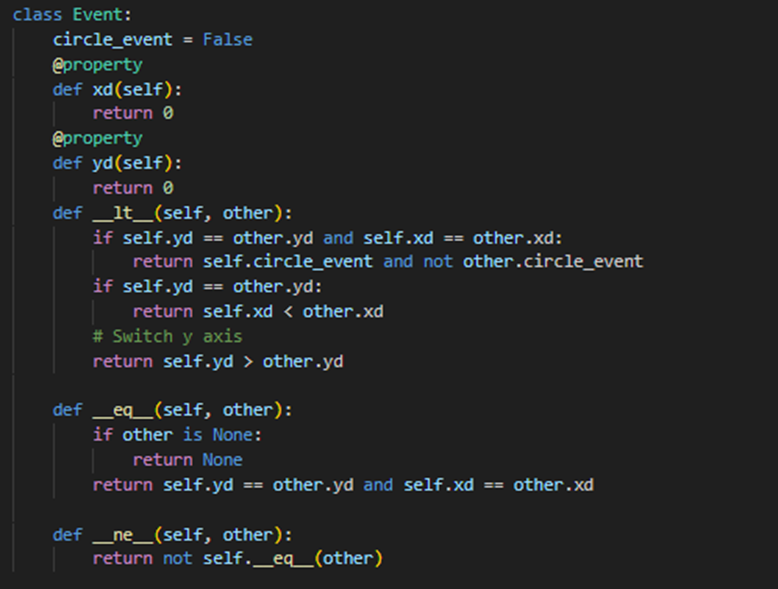 class Event:
    circle_event = False
    @property
    def xd(self):
        return 0
    @property
    def yd(self):
        return 0
    def __lt__(self, other):
        if self.yd == other.yd and self.xd == other.xd:
            return self.circle_event and not other.circle_event
        if self.yd == other.yd:
            return self.xd < other.xd
        # Switch y axis
        return self.yd > other.yd

    def __eq__(self, other):
        if other is None:
            return None
        return self.yd == other.yd and self.xd == other.xd

    def __ne__(self, other):
        return not self.__eq__(other)